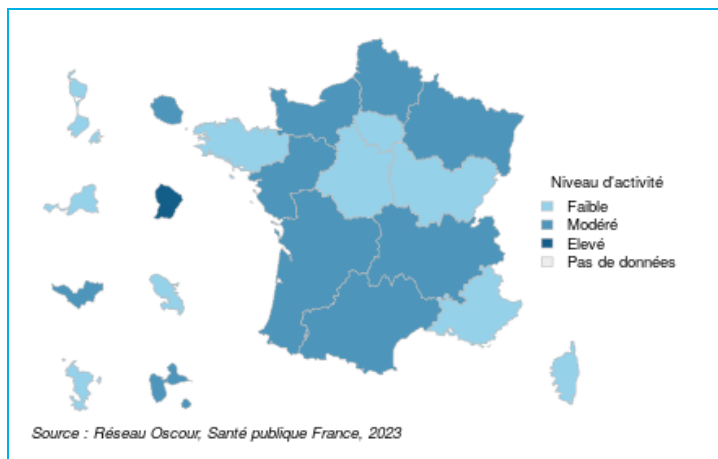 Niveau d'activité
Faible
Modéré
Elevé
Pas de données
Source : Réseau Oscour, Santé publique France, 2023